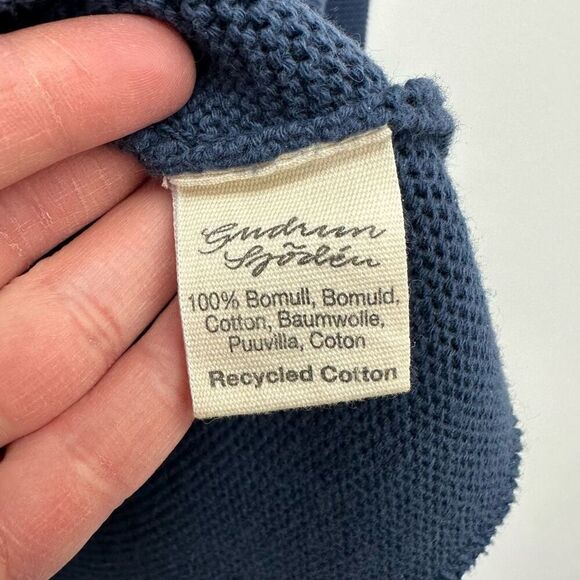 Gudrun
Sjödén
100% Bomull, Bomuld,
Cotton, Baumwolle,
Puuvilla, Coton
Recycled Cotton